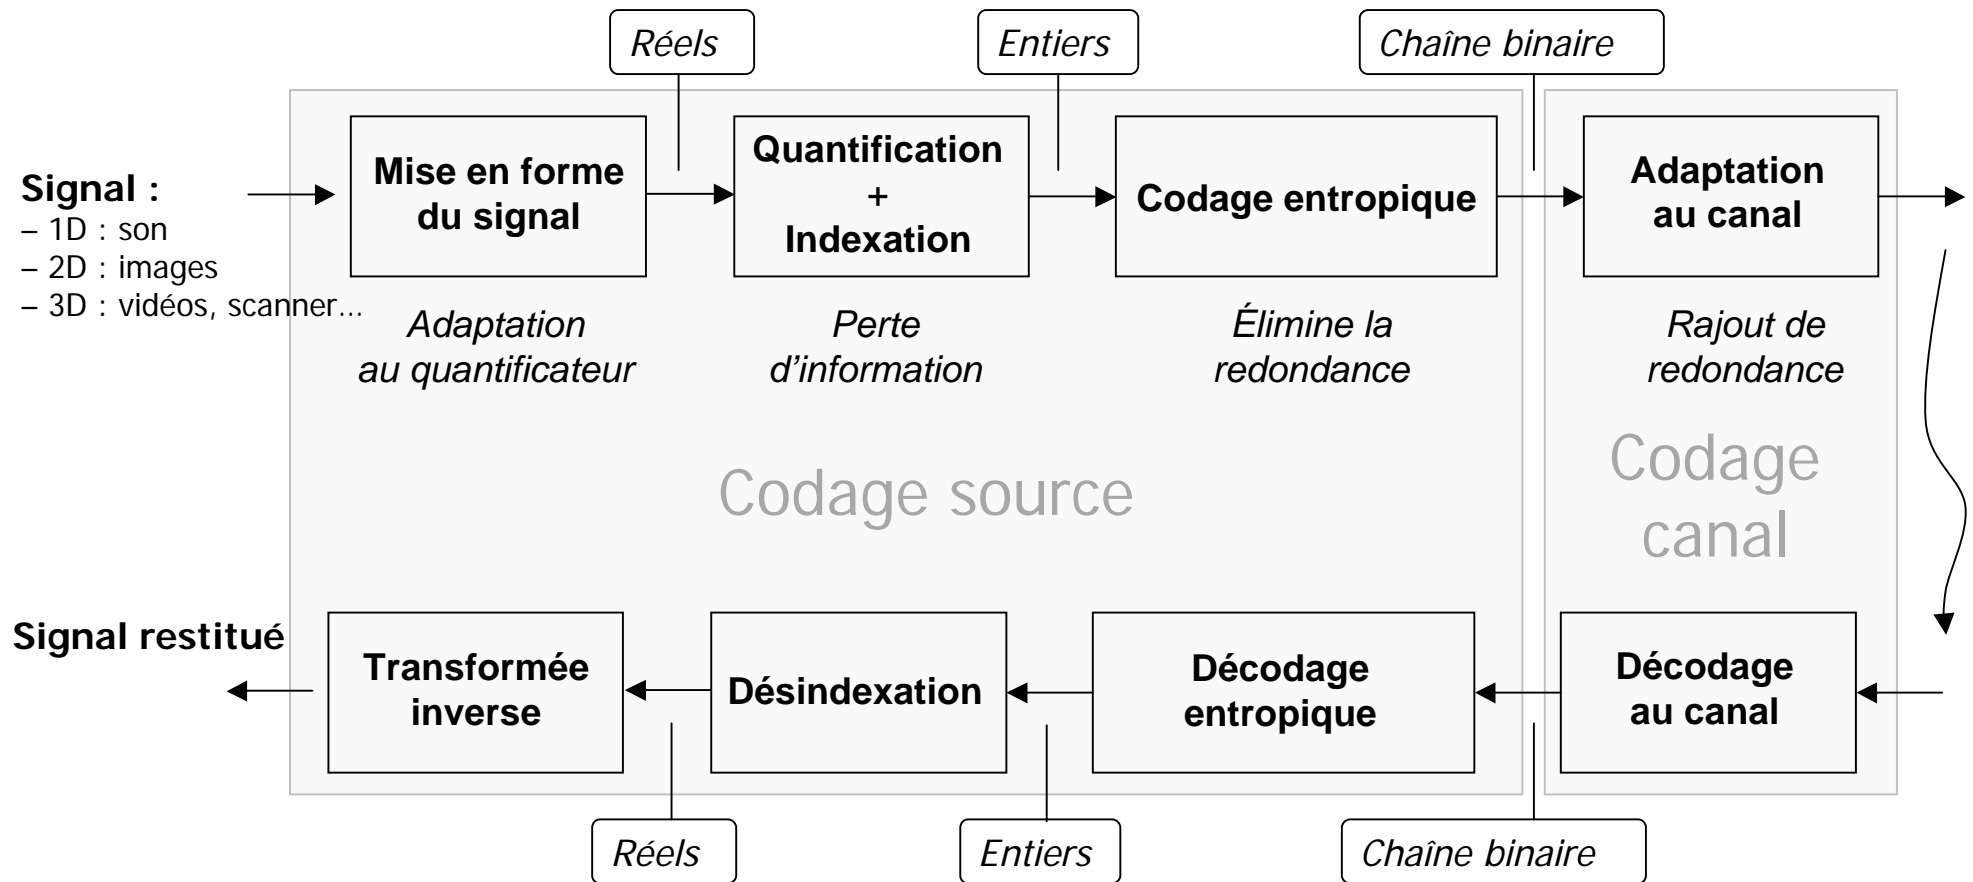 Réels
Entiers
Chaîne binaire
Signal :
– 1D : son
– 2D : images
– 3D : vidéos, scanner...
Mise en forme
du signal
Quantification
+
Indexation
Codage entropique
Adaptation
au canal
Adaptation
au quantificateur
Perte
d’information
Élimine la
redondance
Rajout de
redondance
Codage source
Codage
canal
Signal restitué
Transformée
inverse
Désindexation
Décodage
entropique
Décodage
au canal
Réels
Entiers
Chaîne binaire